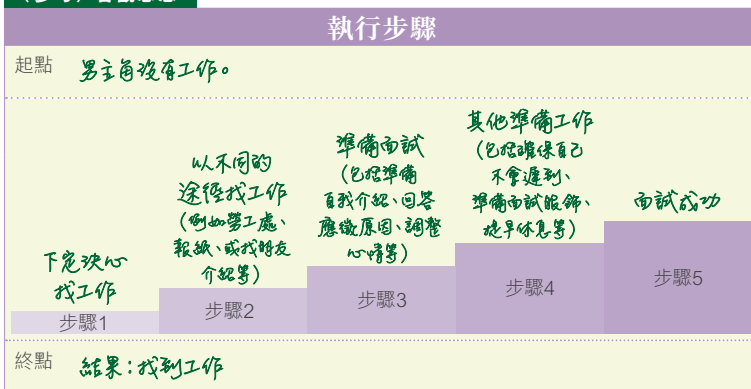 執行步驟
起點
男主角沒有工作。
下定決心
找工作
步驟1
以不同的
途徑找工作
(例如勞工處、
報紙、或找朋友
介紹等)
步驟2
準備面試
(包括準備
自我介紹、回答
應徵原因、調整
心情等)
步驟3
其他準備工作
(包括確保自己
不會遲到、
準備面試服飾、
提早休息等)
步驟4
面試成功
步驟5
終點
結果:找到工作